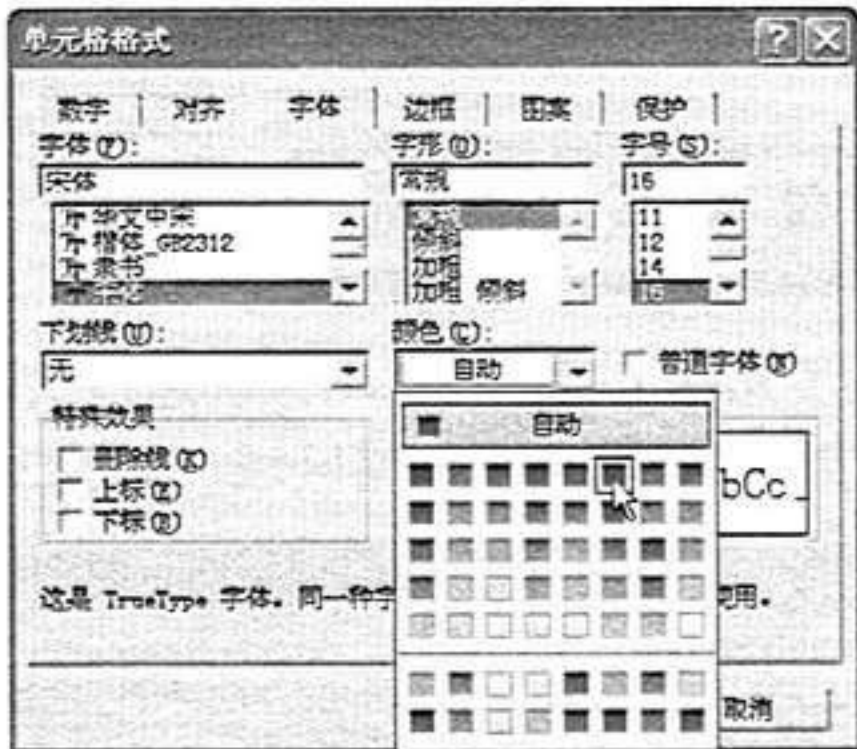 单元格格式
数字 对齐 字体 边框 图案 保护
字体(F): 字形(O): 字号(S):
宋体 常规 16
华文中宋 11
楷体_GB2312 倾斜 12
隶书 加粗 14
加粗 倾斜 16
下划线(U): 颜色(C):
无 自动 普通字体(N)
特殊效果 自动
删除线(K)
上标(E) bCc
下标(B)
这是 TrueType 字体。同一种字 使用。
取消